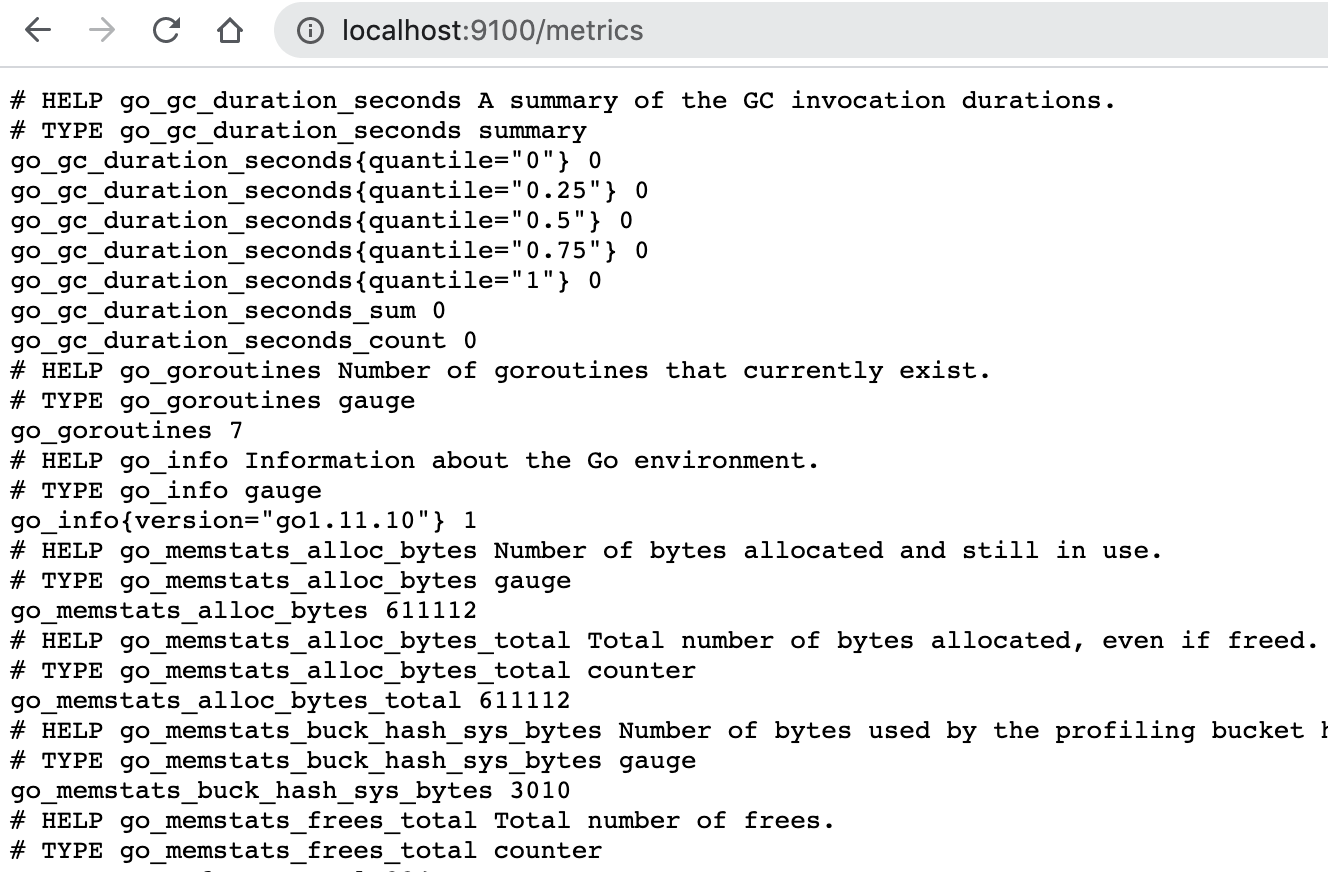 localhost:9100/metrics
# HELP go_gc_duration_seconds A summary of the GC invocation durations.
# TYPE go_gc_duration_seconds summary
go_gc_duration_seconds{quantile="0"} 0
go_gc_duration_seconds{quantile="0.25"} 0
go_gc_duration_seconds{quantile="0.5"} 0
go_gc_duration_seconds{quantile="0.75"} 0
go_gc_duration_seconds{quantile="1"} 0
go_gc_duration_seconds_sum 0
go_gc_duration_seconds_count 0
# HELP go_goroutines Number of goroutines that currently exist.
# TYPE go_goroutines gauge
go_goroutines 7
# HELP go_info Information about the Go environment.
# TYPE go_info gauge
go_info{version="go1.11.10"} 1
# HELP go_memstats_alloc_bytes Number of bytes allocated and still in use.
# TYPE go_memstats_alloc_bytes gauge
go_memstats_alloc_bytes 611112
# HELP go_memstats_alloc_bytes_total Total number of bytes allocated, even if freed.
# TYPE go_memstats_alloc_bytes_total counter
go_memstats_alloc_bytes_total 611112
# HELP go_memstats_buck_hash_sys_bytes Number of bytes used by the profiling bucket
# TYPE go_memstats_buck_hash_sys_bytes gauge
go_memstats_buck_hash_sys_bytes 3010
# HELP go_memstats_frees_total Total number of frees.
# TYPE go_memstats_frees_total counter